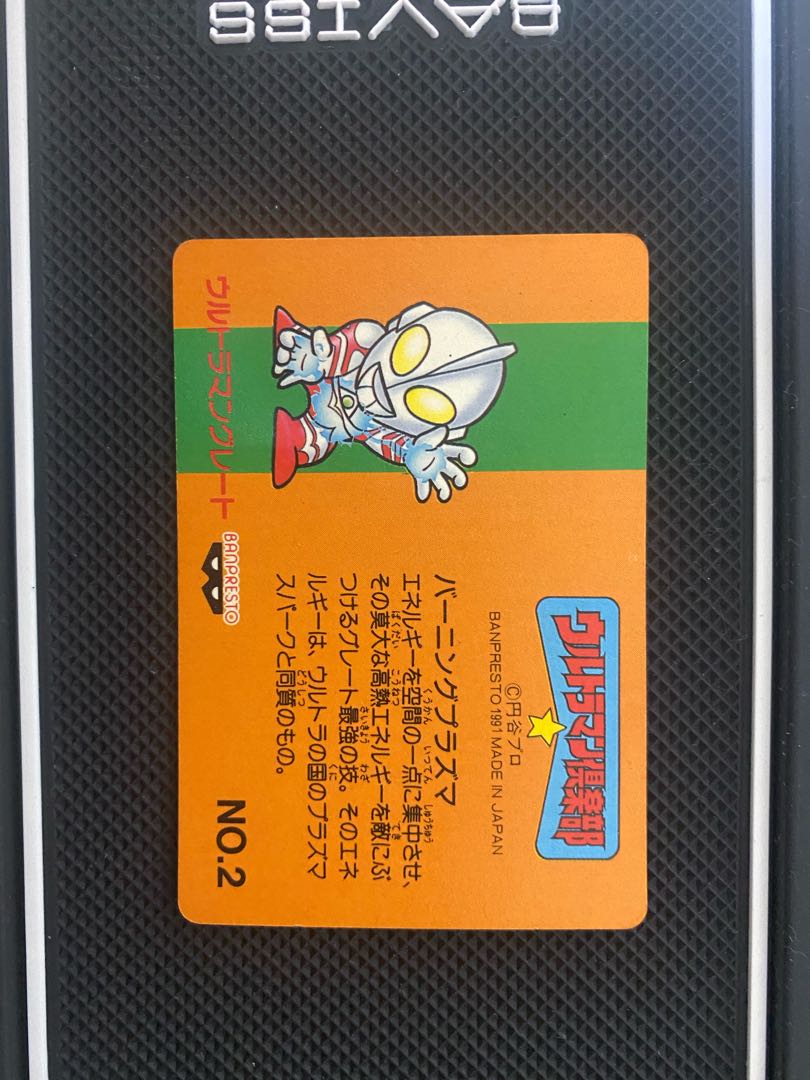 BAVISS
ウルトラマン倶楽部
©円谷プロ
BANPRESTO 1991 MADE IN JAPAN
バーニングプラズマ
エネルギーを空間の一点に集中させ、
その莫大な高熱エネルギーを敵にぶ
つけるグレート最強の技。そのエネ
ルギーは、ウルトラの国のプラズマ
スパークと同質のもの。
ウルトラマングレート
BANPRESTO
NO.2